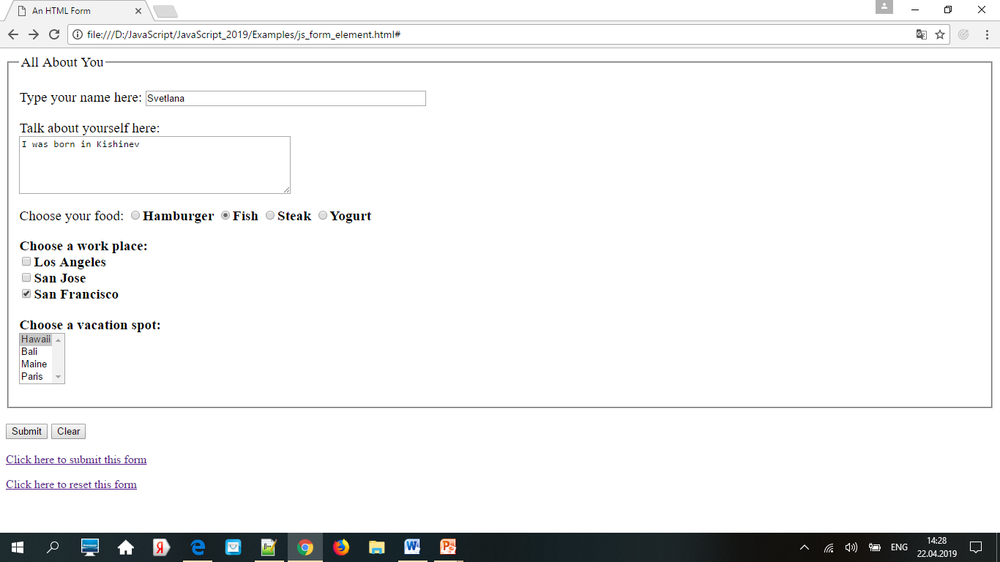 An HTML Form
file:///D:/JavaScript/JavaScript_2019/Examples/js_form_element.html#
All About You
Type your name here: Svetlana
Talk about yourself here:
I was born in Kishinev
Choose your food: Hamburger Fish Steak Yogurt
Choose a work place:
Los Angeles
San Jose
San Francisco
Choose a vacation spot:
Hawaii
Bali
Maine
Paris
Submit Clear
Click here to submit this form
Click here to reset this form
ENG
14:28
22.04.2019